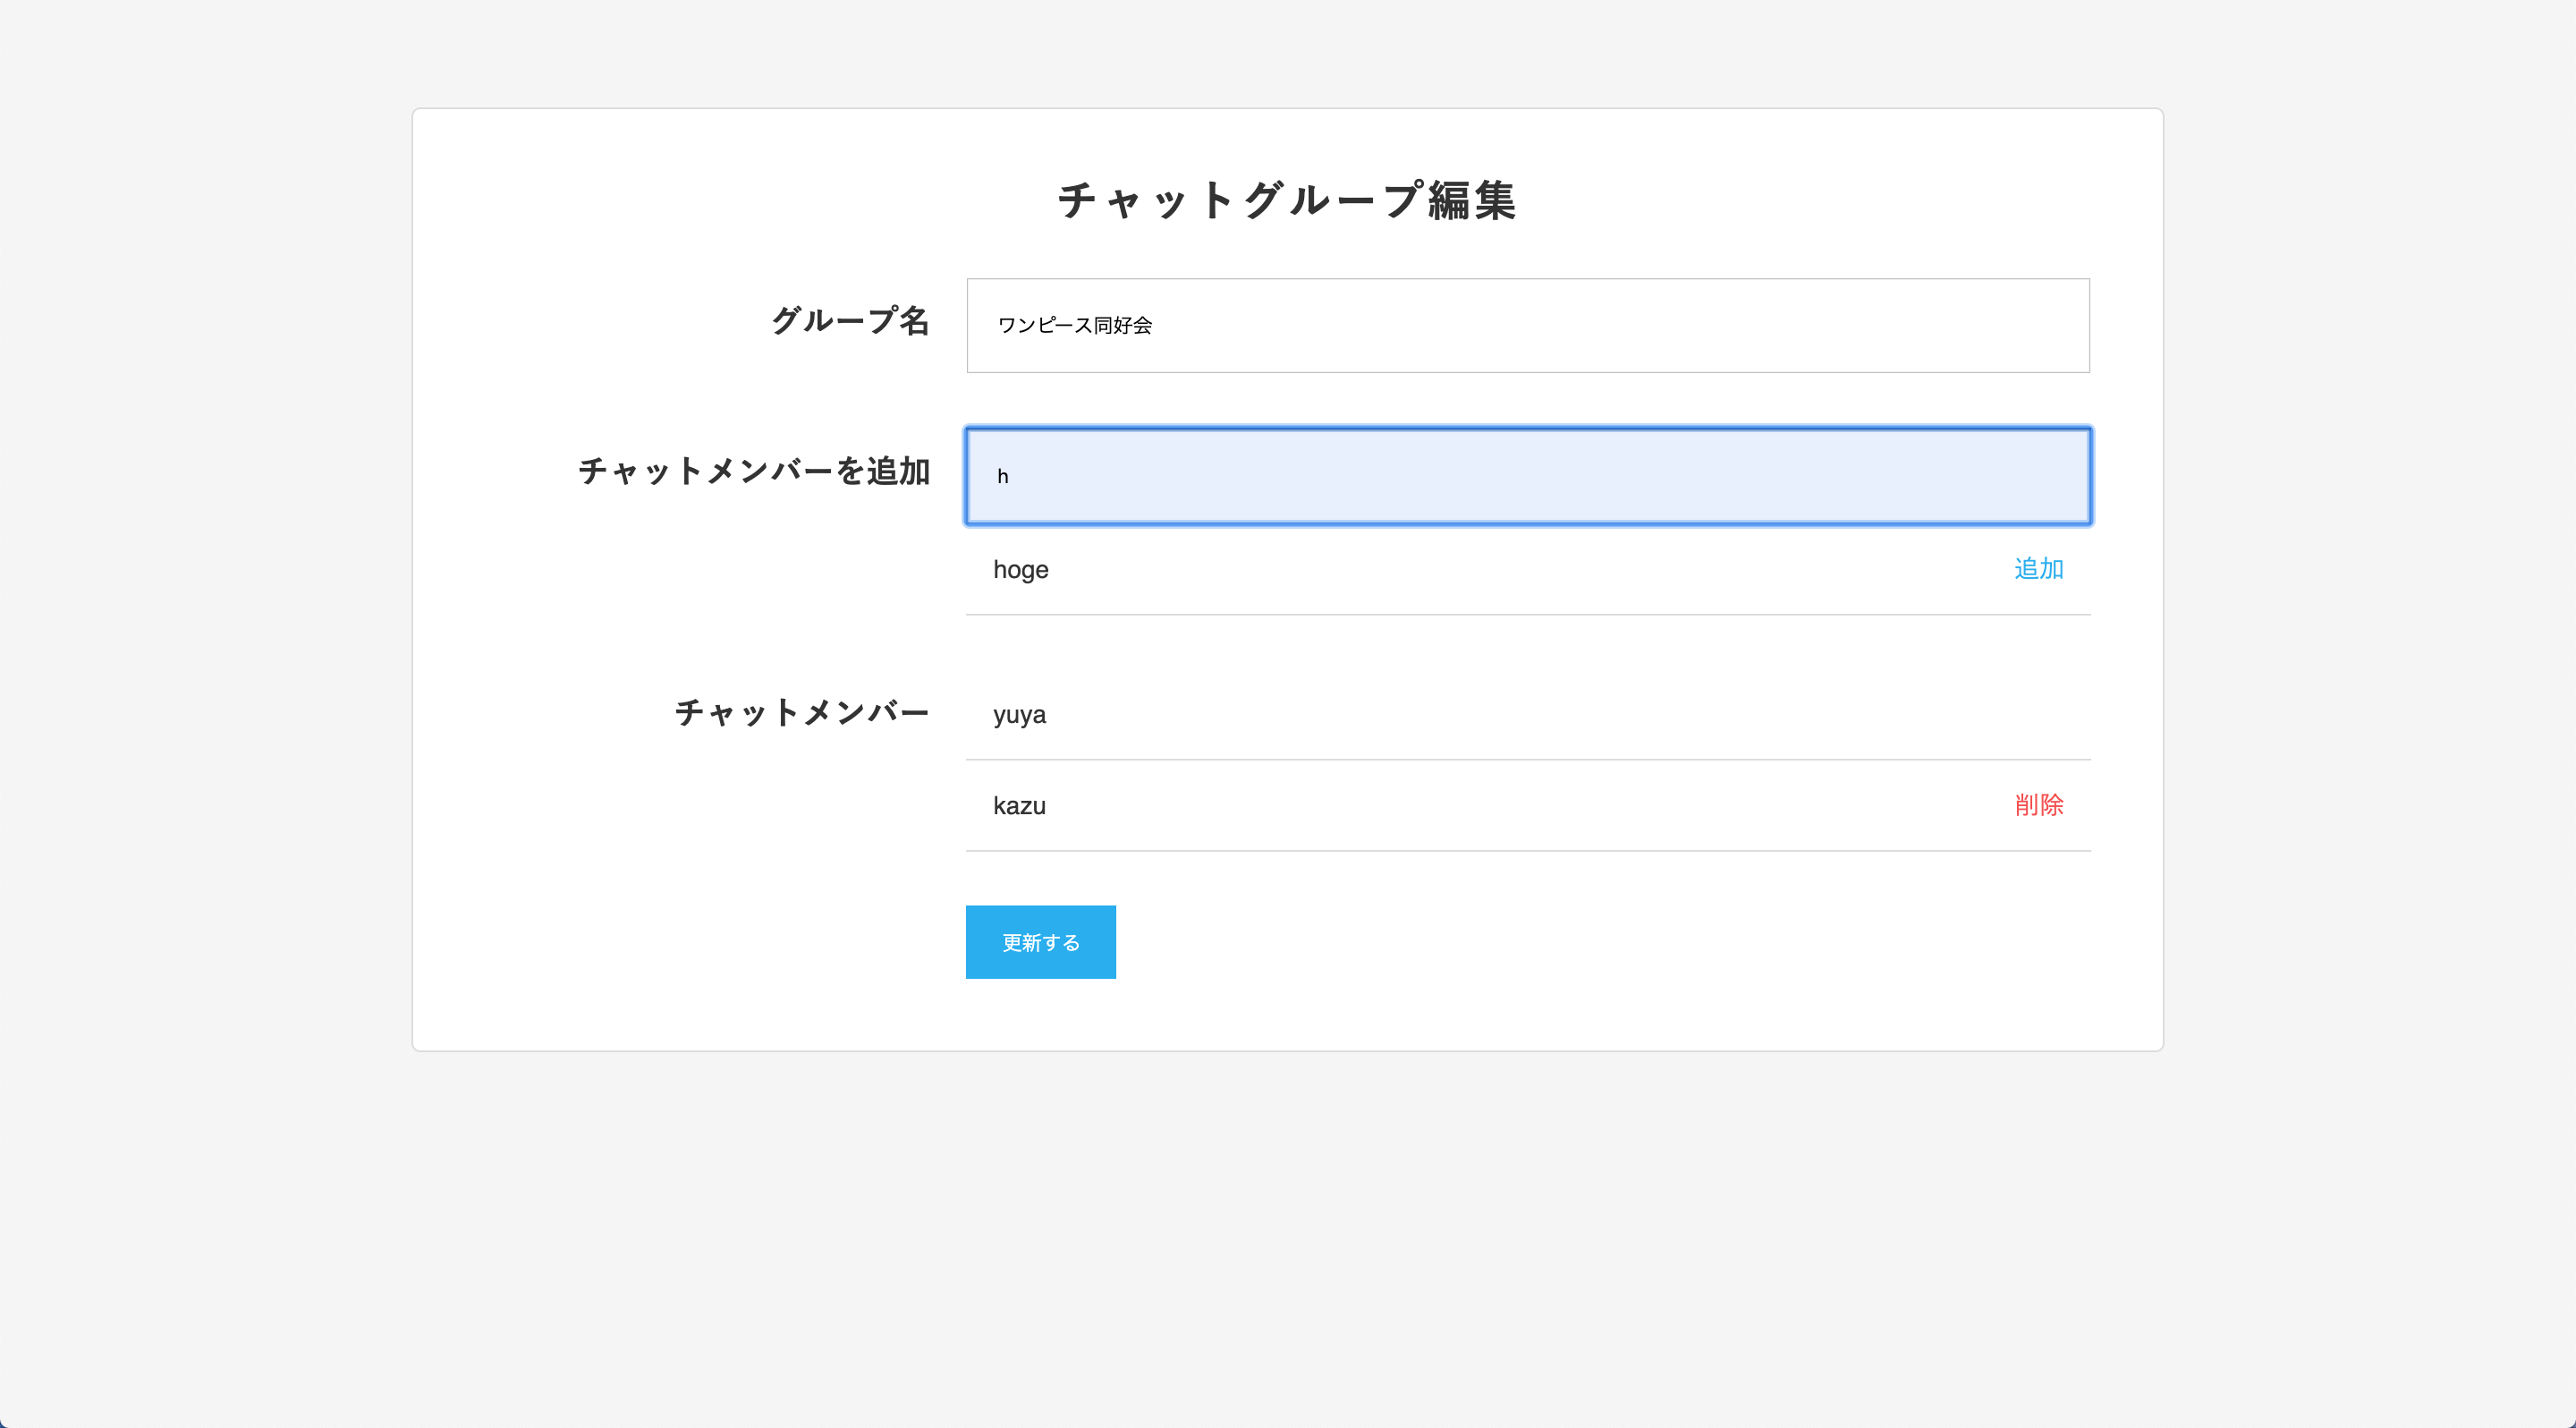 チャットグループ編集
グループ名
ワンピース同好会
チャットメンバーを追加
h
hoge 追加
チャットメンバー
yuya
kazu 削除
更新する